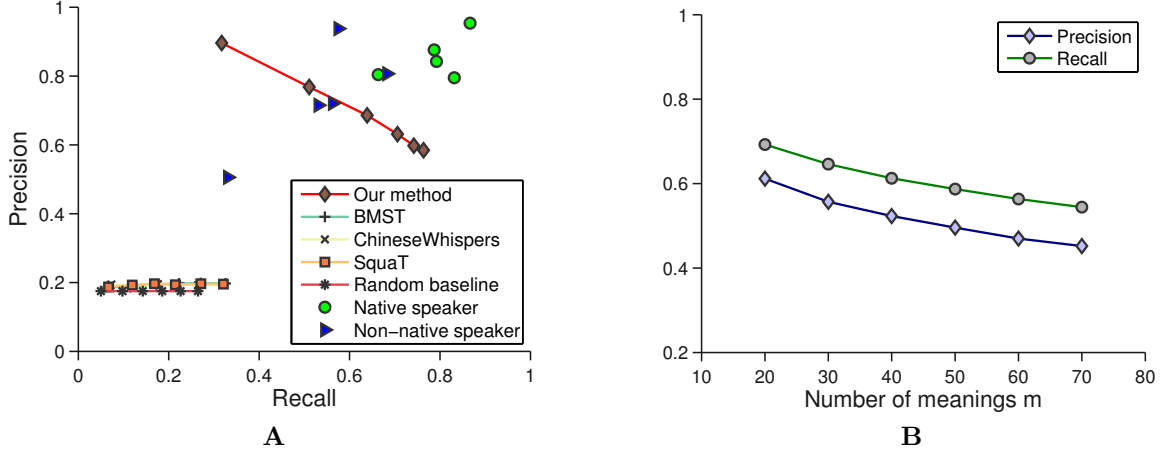 1
0.8
0.6
0.4
0.2
0
0 0.2 0.4 0.6 0.8 1
Precision
Recall
Our method
BMST
ChineseWhispers
SquaT
Random baseline
Native speaker
Non−native speaker
A
1
0.8
0.6
0.4
0.2
10 20 30 40 50 60 70 80
Number of meanings m
Precision
Recall
B